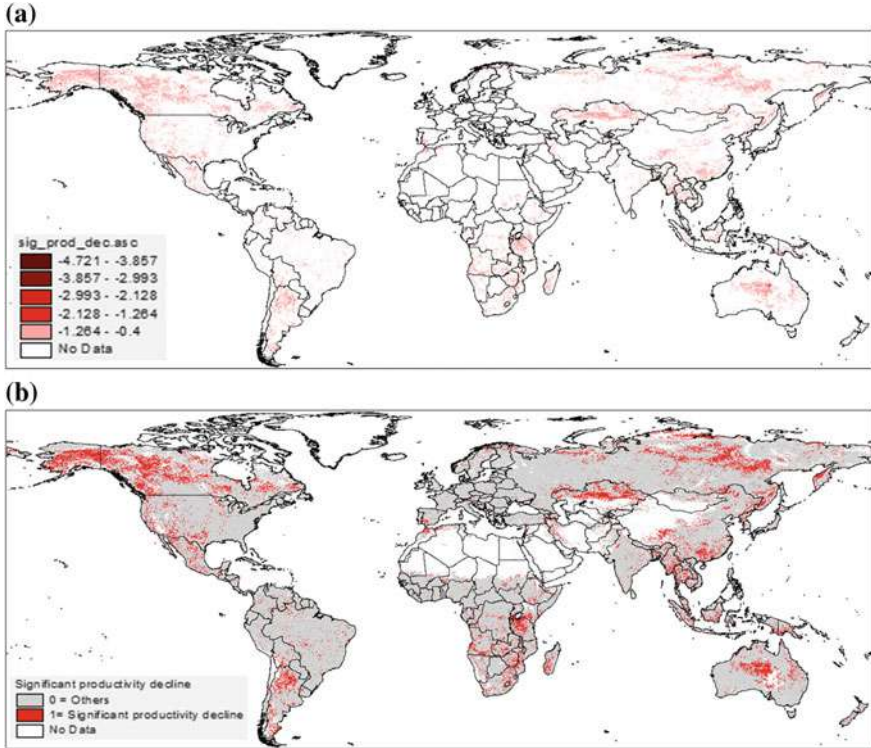 (a)
sig_prod_dec.asc
-4.721 - -3.857
-3.857 - -2.993
-2.993 - -2.128
-2.128 - -1.264
-1.264 - -0.4
No Data
(b)
Significant productivity decline
0 = Others
1= Significant productivity decline
No Data